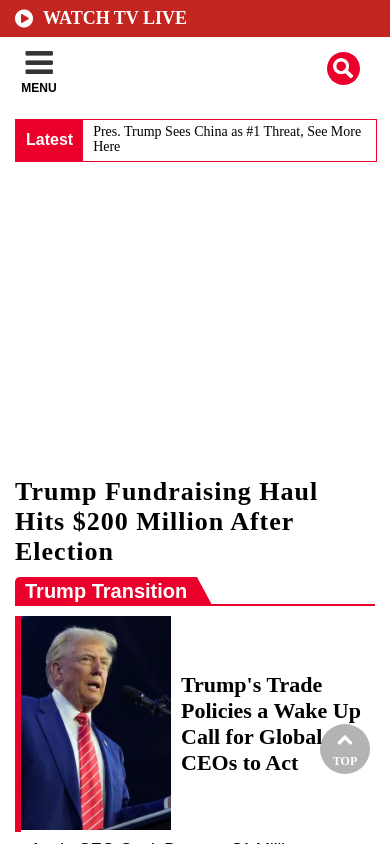 WATCH TV LIVE
MENU
Latest
Pres. Trump Sees China as #1 Threat, See More
Here
Trump Fundraising Haul
Hits $200 Million After
Election
Trump Transition
Trump's Trade
Policies a Wake Up
Call for Global
CEOs to Act
TOP